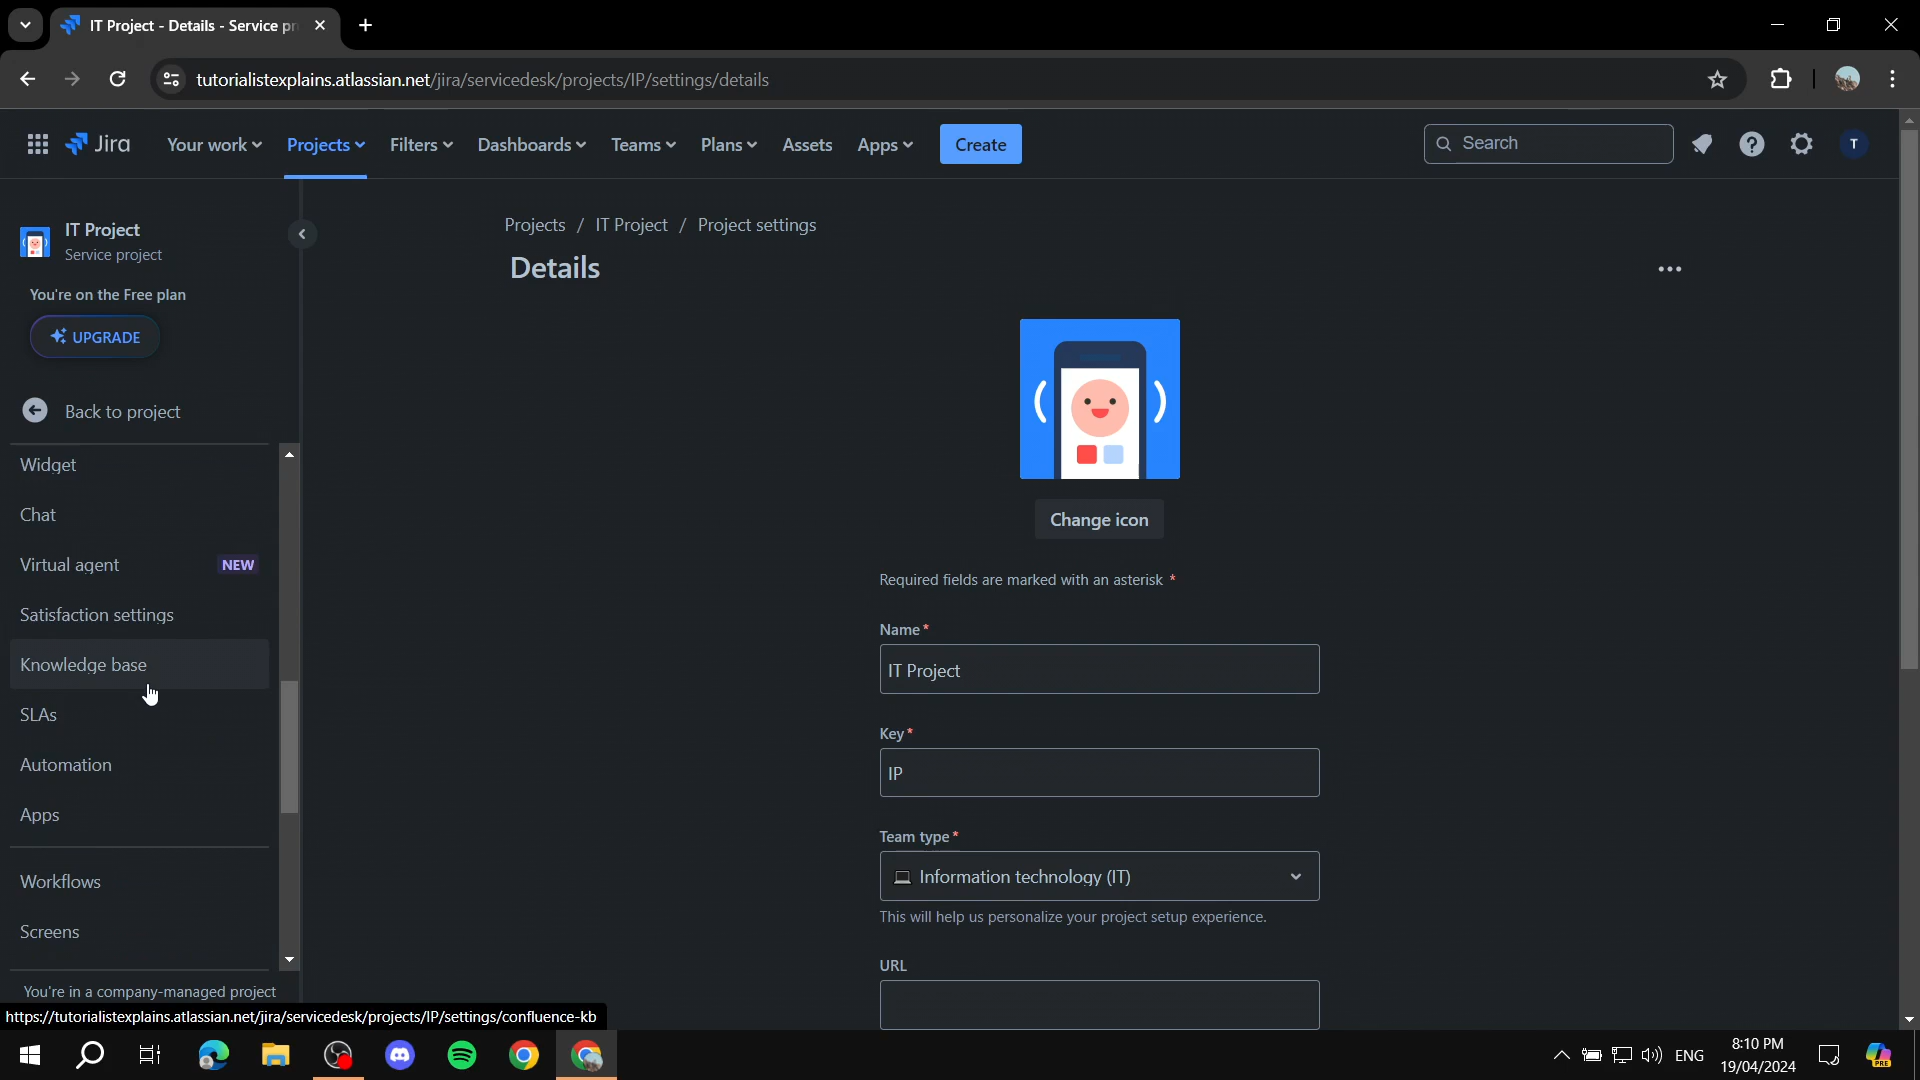 IT Project - Details - Service pr
tutorialistexplains.atlassian.net/jira/servicedesk/projects/IP/settings/details
Jira
Your work
Projects
Filters
Dashboards
Teams
Plans
Assets
Apps
Create
Search
T
IT Project
Service project
You're on the Free plan
UPGRADE
Back to project
Widget
Chat
Virtual agent NEW
Satisfaction settings
Knowledge base
SLAs
Automation
Apps
Workflows
Screens
You're in a company-managed project
https://tutorialistexplains.atlassian.net/jira/servicedesk/projects/IP/settings/confluence-kb
Projects / IT Project / Project settings
Details
Change icon
Required fields are marked with an asterisk *
Name *
IT Project
Key *
IP
Team type *
Information technology (IT)
This will help us personalize your project setup experience.
URL
ENG
8:10 PM
19/04/2024
PRE